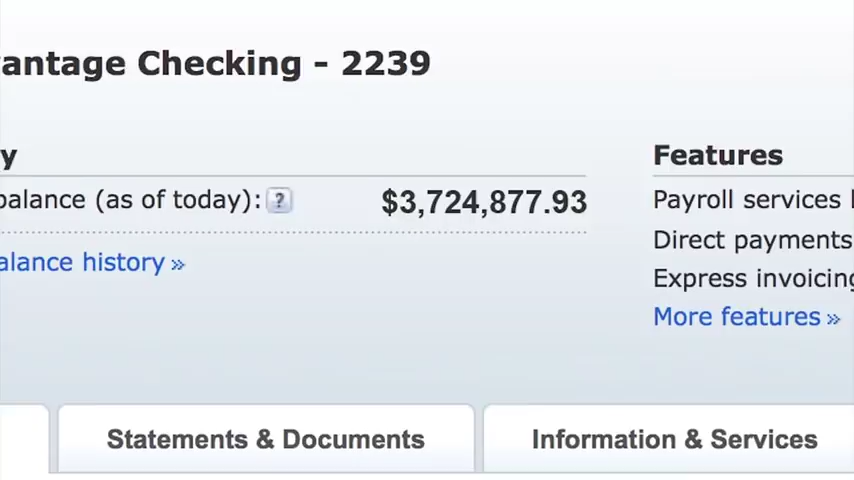 antage Checking - 2239
y
Features
balance (as of today): ?
$3,724,877.93
Payroll services
Direct payments
alance history »
Express invoicing
More features »
Statements & Documents
Information & Services